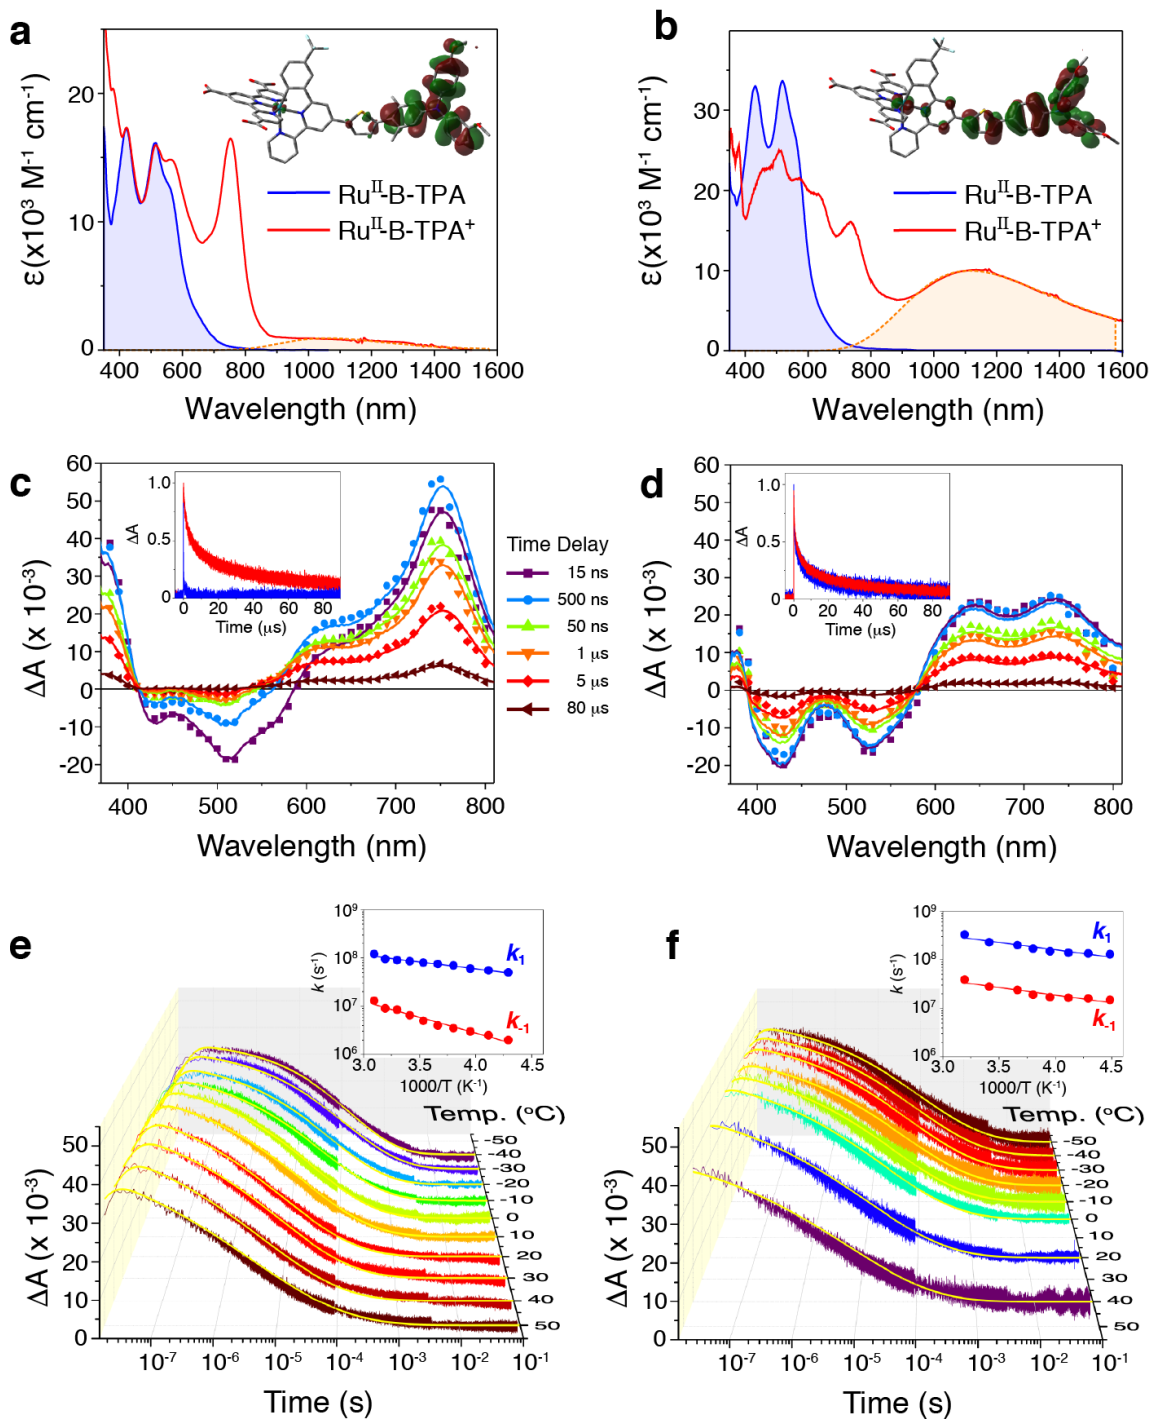 a
ε(x10³ M⁻¹ cm⁻¹)
20
10
0
Ruᴵᴵ-B-TPA
Ruᴵᴵ-B-TPA⁺
400 600 800 1000 1200 1400 1600
Wavelength (nm)
b
ε(x10³ M⁻¹ cm⁻¹)
30
20
10
0
Ruᴵᴵ-B-TPA
Ruᴵᴵ-B-TPA⁺
400 600 800 1000 1200 1400 1600
Wavelength (nm)
c
ΔA (x 10⁻³)
60
50
40
30
20
10
0
-10
-20
1.0
0.5
0
ΔA
0 20 40 60 80
Time (μs)
400 500 600 700 800
Wavelength (nm)
Time Delay
15 ns
500 ns
50 ns
1 μs
5 μs
80 μs
d
ΔA (x 10⁻³)
60
50
40
30
20
10
0
-10
-20
1.0
0.5
0
ΔA
0 20 40 60 80
Time (μs)
400 500 600 700 800
Wavelength (nm)
e
10⁹
10⁸
10⁷
10⁶
k (s⁻¹)
k₁
k₋₁
3.0 3.5 4.0 4.5
1000/T (K⁻¹)
Temp. (°C)
-50
-40
-30
-20
-10
0
10
20
30
40
50
ΔA (x 10⁻³)
50
40
30
20
10
0
10⁻⁷ 10⁻⁶ 10⁻⁵ 10⁻⁴ 10⁻³ 10⁻² 10⁻¹
Time (s)
f
10⁹
10⁸
10⁷
10⁶
k (s⁻¹)
k₁
k₋₁
3.0 3.5 4.0 4.5
1000/T (K⁻¹)
Temp. (°C)
-50
-40
-30
-20
-10
0
20
40
50
ΔA (x 10⁻³)
50
40
30
20
10
0
10⁻⁷ 10⁻⁶ 10⁻⁵ 10⁻⁴ 10⁻³ 10⁻² 10⁻¹
Time (s)